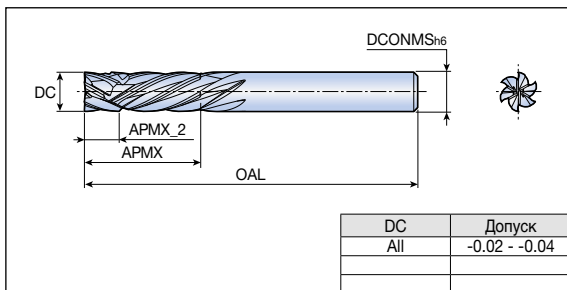 DCONMSh6
DC
APMX_2
APMX
OAL
DC Допуск
All -0.02 - -0.04